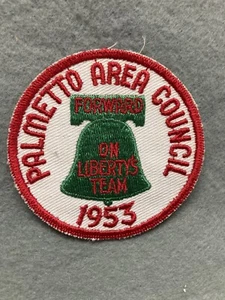 PALMETTO AREA COUNCIL
FORWARD
ON
LIBERTY'S
TEAM
1953